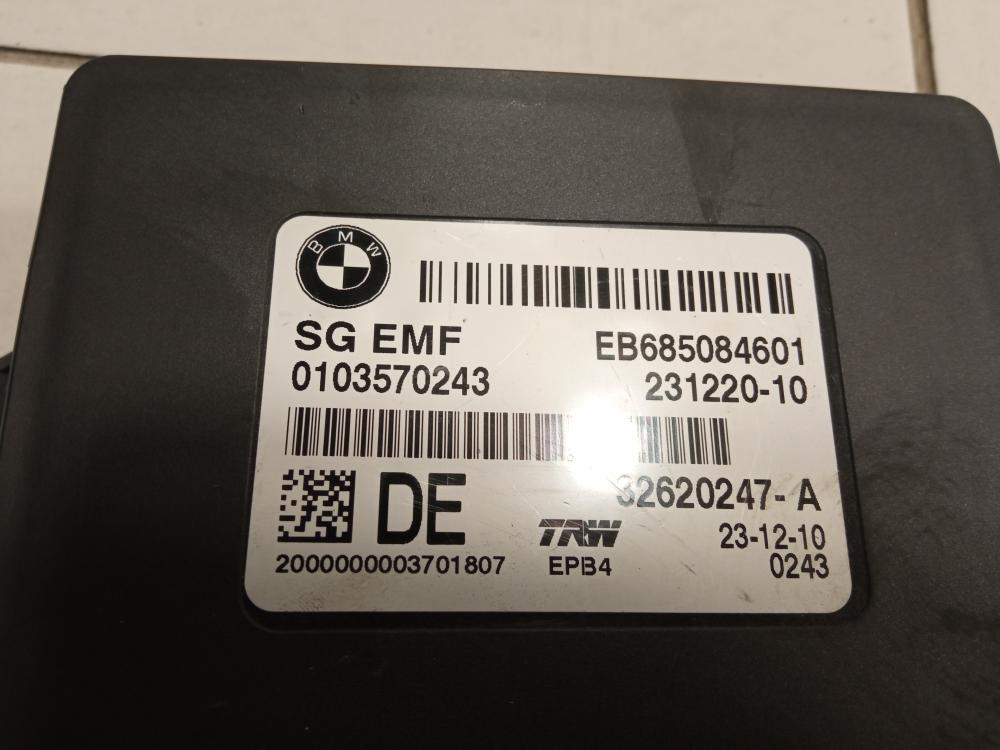 BMW
SG EMF EB685084601
0103570243 231220-10
DE 32620247-A
TRW 23-12-10
2000000003701807 EPB4 0243